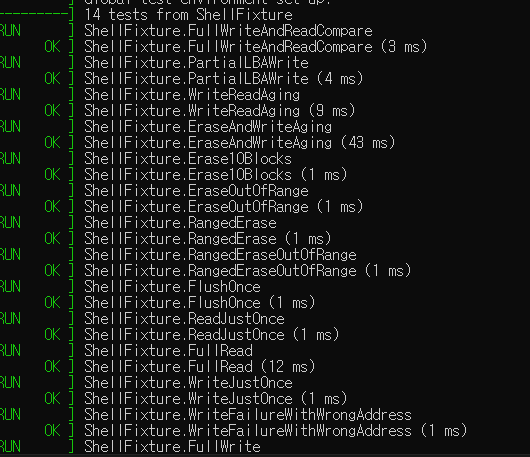 Global test environment set up.
----------] 14 tests from ShellFixture
RUN      ] ShellFixture.FullWriteAndReadCompare
OK ] ShellFixture.FullWriteAndReadCompare (3 ms)
RUN      ] ShellFixture.PartialLBAWrite
OK ] ShellFixture.PartialLBAWrite (4 ms)
RUN      ] ShellFixture.WriteReadAging
OK ] ShellFixture.WriteReadAging (9 ms)
RUN      ] ShellFixture.EraseAndWriteAging
OK ] ShellFixture.EraseAndWriteAging (43 ms)
RUN      ] ShellFixture.Erase10Blocks
OK ] ShellFixture.Erase10Blocks (1 ms)
RUN      ] ShellFixture.EraseOutOfRange
OK ] ShellFixture.EraseOutOfRange (1 ms)
RUN      ] ShellFixture.RangedErase
OK ] ShellFixture.RangedErase (1 ms)
RUN      ] ShellFixture.RangedEraseOutOfRange
OK ] ShellFixture.RangedEraseOutOfRange (1 ms)
RUN      ] ShellFixture.FlushOnce
OK ] ShellFixture.FlushOnce (1 ms)
RUN      ] ShellFixture.ReadJustOnce
OK ] ShellFixture.ReadJustOnce (1 ms)
RUN      ] ShellFixture.FullRead
OK ] ShellFixture.FullRead (12 ms)
RUN      ] ShellFixture.WriteJustOnce
OK ] ShellFixture.WriteJustOnce (1 ms)
RUN      ] ShellFixture.WriteFailureWithWrongAddress
OK ] ShellFixture.WriteFailureWithWrongAddress (1 ms)
RUN      ] ShellFixture.FullWrite